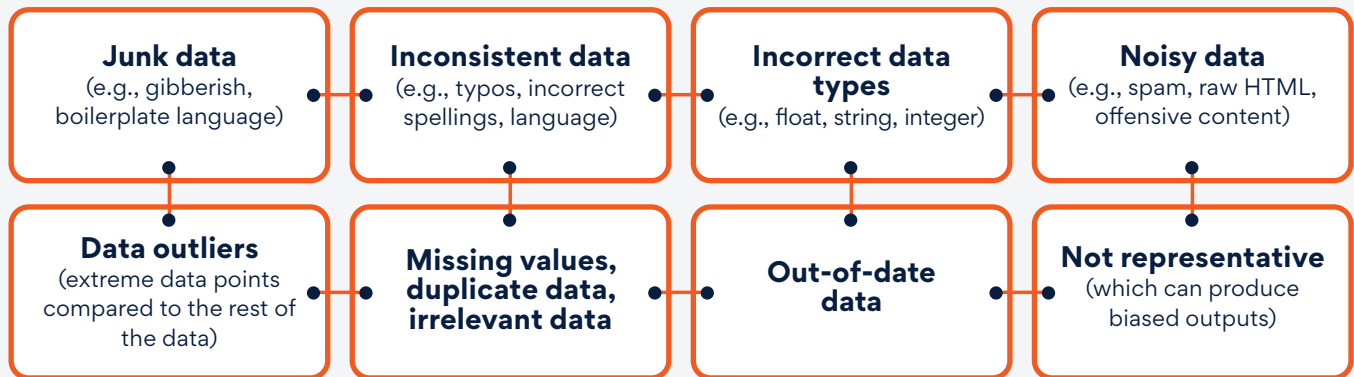 Junk data
(e.g., gibberish,
boilerplate language)
Inconsistent data
(e.g., typos, incorrect
spellings, language)
Incorrect data
types
(e.g., float, string, integer)
Noisy data
(e.g., spam, raw HTML,
offensive content)
Data outliers
(extreme data points
compared to the rest of
the data)
Missing values,
duplicate data,
irrelevant data
Out-of-date
data
Not representative
(which can produce
biased outputs)